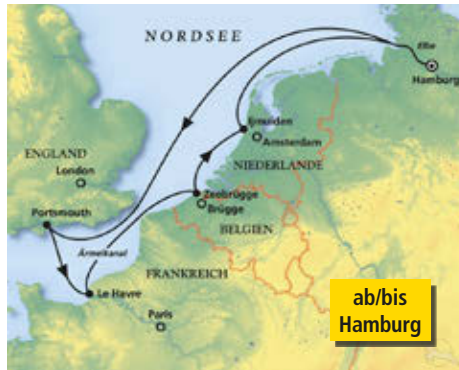 NORDSEE
Elbe
Hamburg
Ijmuiden
Amsterdam
ENGLAND
NIEDERLANDE
London
Zeebrügge
Brügge
Portsmouth
BELGIEN
Ärmelkanal
FRANKREICH
Le Havre
Paris
ab/bis
Hamburg